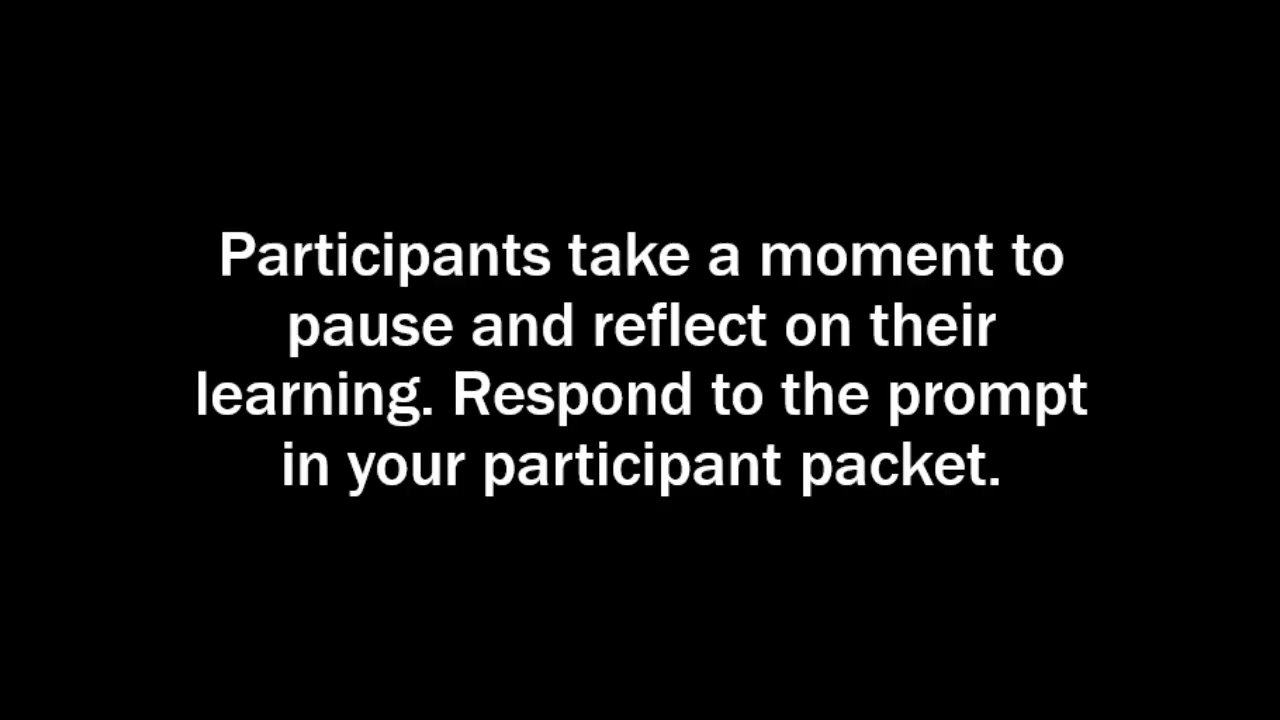 Participants take a moment to
pause and reflect on their
learning. Respond to the prompt
in your participant packet.